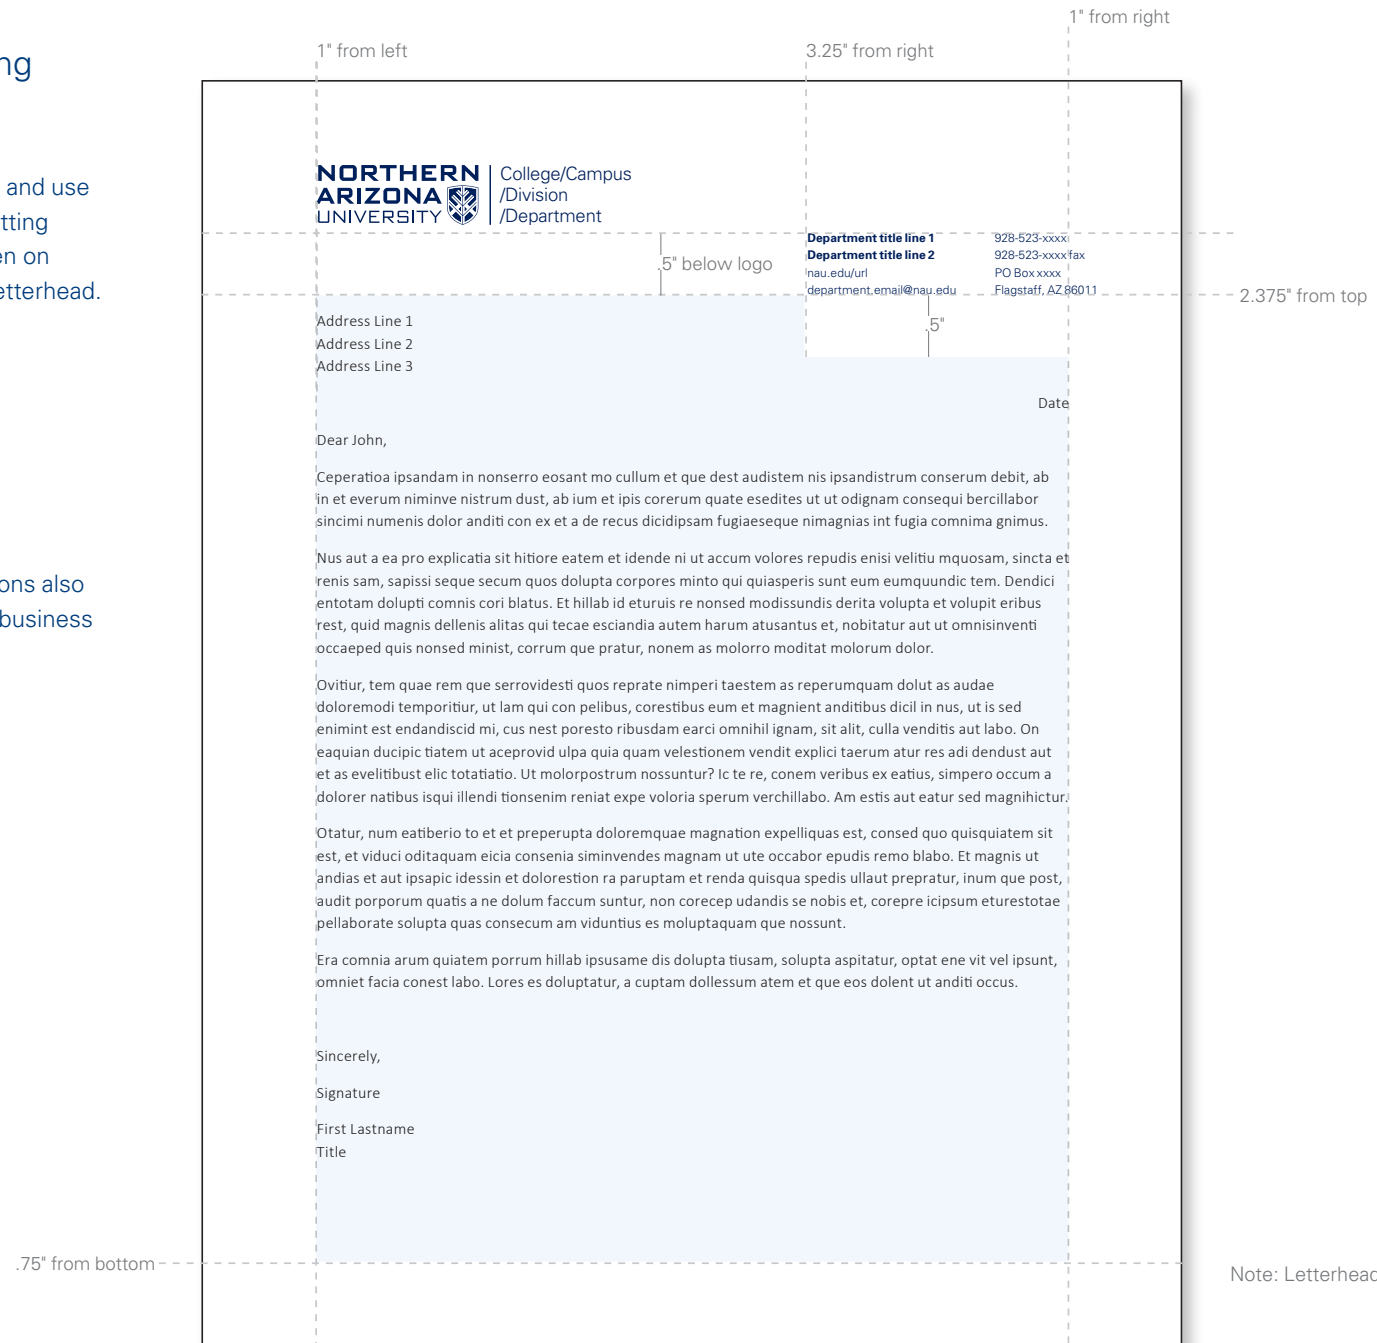 1" from right
1" from left
3.25" from right
ng
and use
tting
en on
etterhead.
ons also
business
NORTHERN
ARIZONA
UNIVERSITY
College/Campus
/Division
/Department
.5" below logo
Department title line 1
Department title line 2
nau.edu/url
department.email@nau.edu
928-523-xxxx
928-523-xxxx fax
PO Box xxxx
Flagstaff, AZ 86011
2.375" from top
.5"
Address Line 1
Address Line 2
Address Line 3
Date
Dear John,
Ceperatioa ipsandam in nonserro eosant mo cullum et que dest audistem nis ipsandistrum conserum debit, ab
in et everum niminve nistrum dust, ab ium et ipis corerum quate esedites ut ut odignam consequi bercillabor
sincimi numenis dolor anditi con ex et a de recus dicidipsam fugiaeseque nimagnias int fugia comnima gnimus.
Nus aut a ea pro explicatia sit hitiore eatem et idende ni ut accum volores repudis enisi velitiu mquosam, sincta et
renis sam, sapissi seque secum quos dolupta corpores minto qui quiasperis sunt eum eumquundic tem. Dendici
entotam dolupti comnis cori blatus. Et hillab id eturuis re nonsed modissundis derita volupta et volupit eribus
rest, quid magnis dellenis alitas qui tecae esciandia autem harum atusantus et, nobitatur aut ut omnisinventi
occaeped quis nonsed minist, corrum que pratur, nonem as molorro moditat molorum dolor.
Ovitiur, tem quae rem que serrovidesti quos reprate nimperi taestem as reperumquam dolut as audae
doloremodi temporitiur, ut lam qui con pelibus, corestibus eum et magnient anditibus dicil in nus, ut is sed
enimint est endandiscid mi, cus nest poresto ribusdam earci omnihil ignam, sit alit, culla venditis aut labo. On
eaquian ducipic tiatem ut aceprovid ulpa quia quam velestionem vendit explici taerum atur res adi dendust aut
et as evelitibust elic totatiatio. Ut molorpostrum nossuntur? Ic te re, conem veribus ex eatius, simpero occum a
dolorer natibus isqui illendi tionsenim reniat expe voloria sperum verchillabo. Am estis aut eatur sed magnihictur.
Otatur, num eatiberio to et et preperupta doloremquae magnation expelliquas est, consed quo quisquiatem sit
est, et viduci oditaquam eicia consenia siminvendes magnam ut ute occabor epudis remo blabo. Et magnis ut
andias et aut ipsapic idessin et dolorestion ra paruptam et renda quisqua spedis ullaut prepratur, inum que post,
audit porporum quatis a ne dolum faccum suntur, non corecep udandis se nobis et, corepre icipsum eturestotae
pellaborate solupta quas consecum am viduntius es moluptaquam que nossunt.
Era comnia arum quiatem porrum hillab ipsusame dis dolupta tiusam, solupta aspitatur, optat ene vit vel ipsunt,
omniet facia conest labo. Lores es doluptatur, a cuptam dollessum atem et que eos dolent ut anditi occus.
Sincerely,
Signature
First Lastname
Title
.75" from bottom
Note: Letterhead